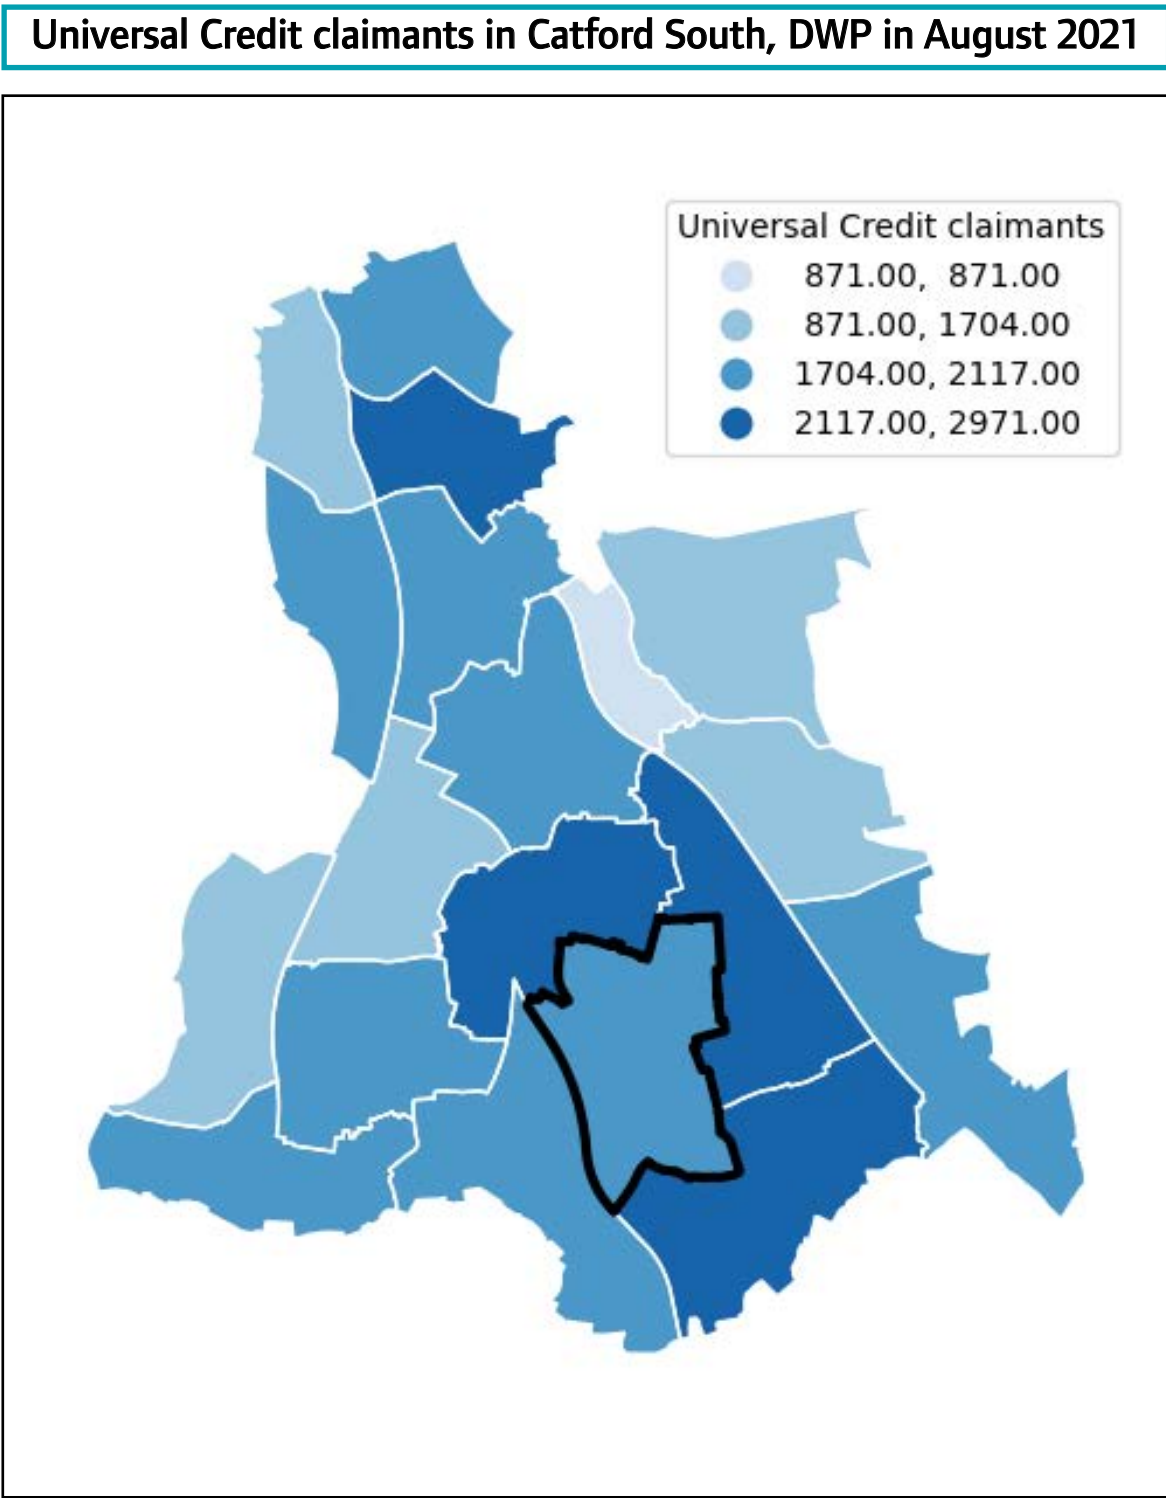 Universal Credit claimants in Catford South, DWP in August 2021
Universal Credit claimants
871.00, 871.00
871.00, 1704.00
1704.00, 2117.00
2117.00, 2971.00